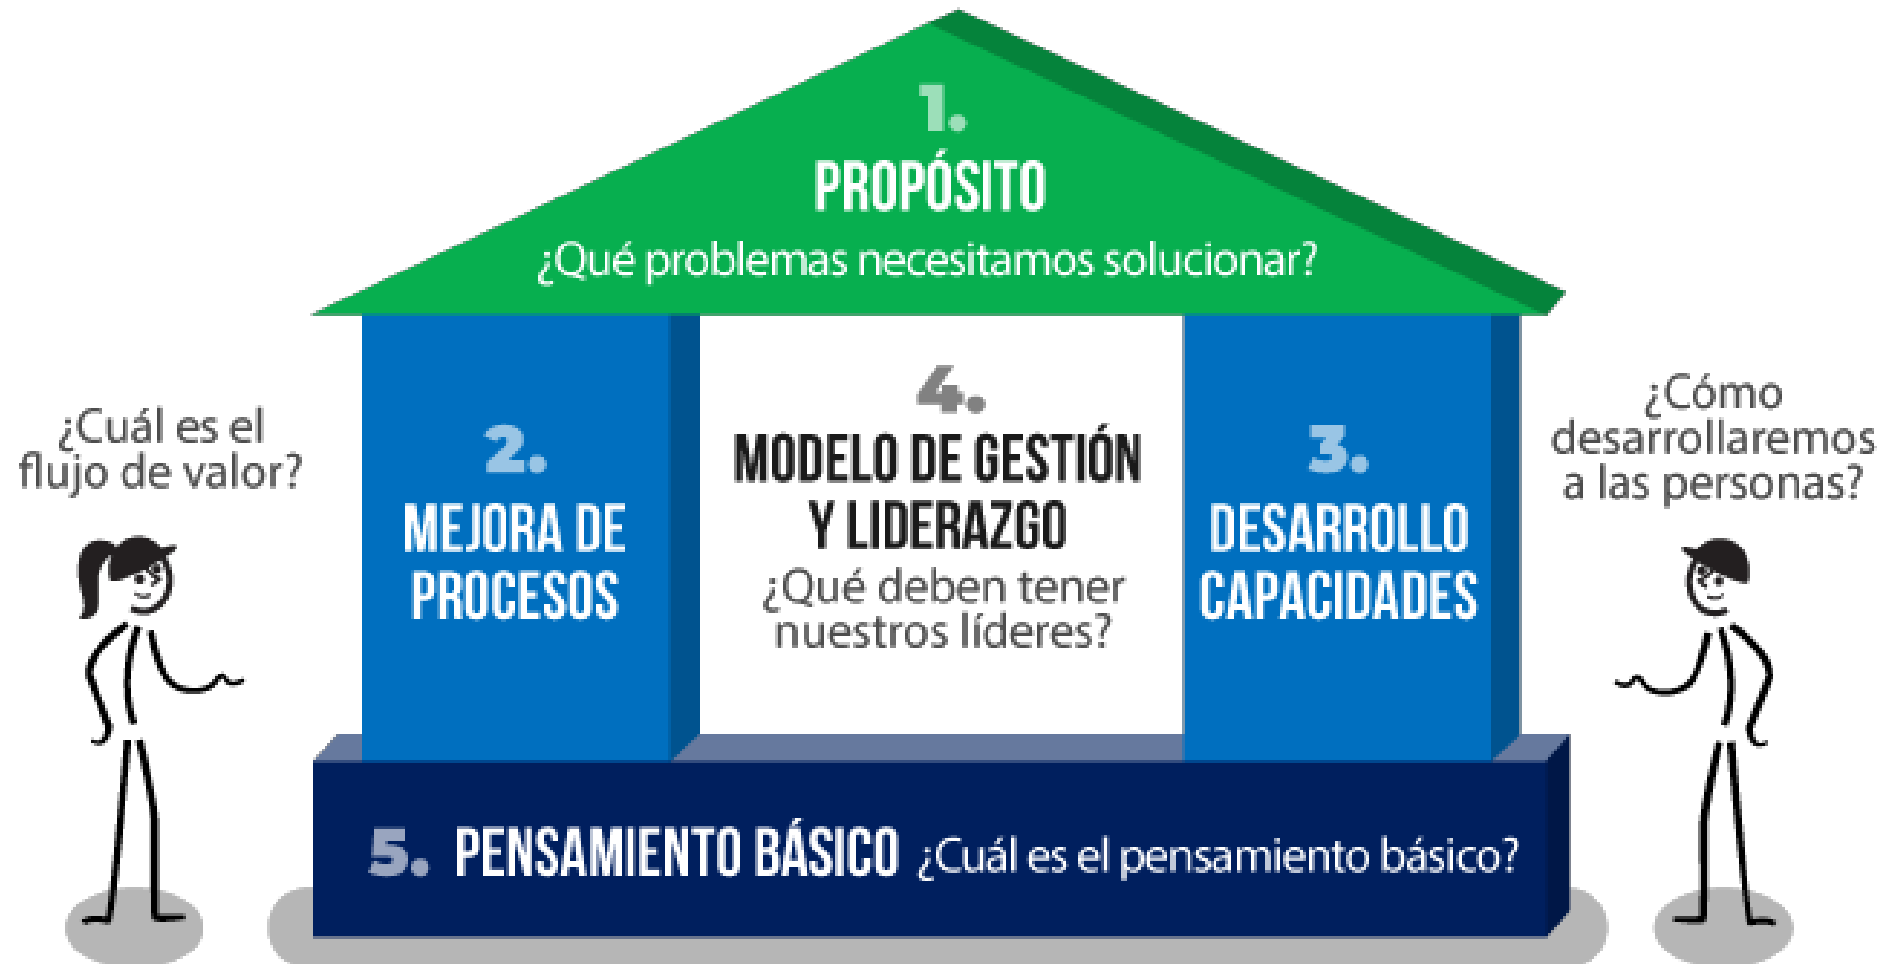 1.
PROPÓSITO
¿Qué problemas necesitamos solucionar?
¿Cuál es el
flujo de valor?
2.
MEJORA DE
PROCESOS
4.
MODELO DE GESTIÓN
Y LIDERAZGO
¿Qué deben tener
nuestros líderes?
3.
DESARROLLO
CAPACIDADES
¿Cómo
desarrollaremos
a las personas?
5. PENSAMIENTO BÁSICO ¿Cuál es el pensamiento básico?